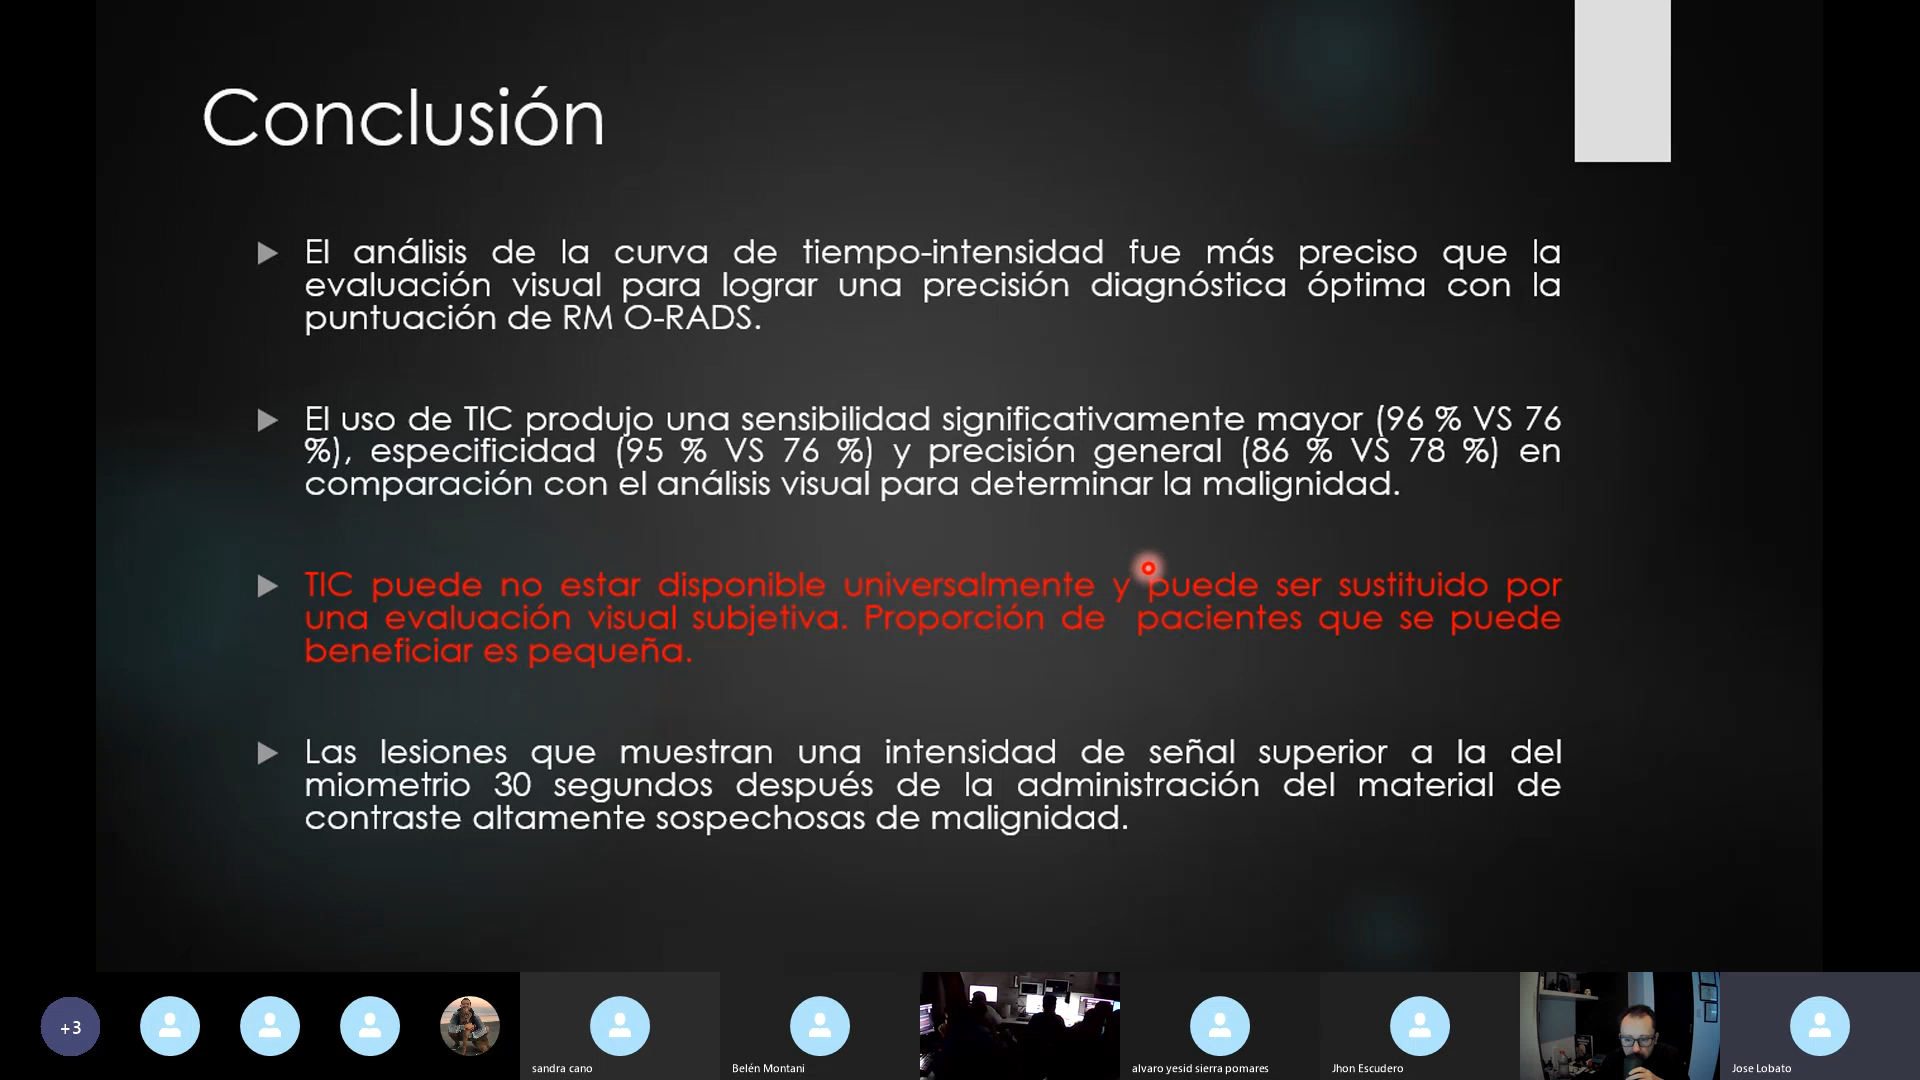 Conclusión
El análisis de la curva de tiempo-intensidad fue más preciso que la
evaluación visual para lograr una precisión diagnóstica óptima con la
puntuación de RM O-RADS.
El uso de TIC produjo una sensibilidad significativamente mayor (96 % VS 76
%), especificidad (95 % VS 76 %) y precisión general (86 % VS 78 %) en
comparación con el análisis visual para determinar la malignidad.
TIC puede no estar disponible universalmente y puede ser sustituido por
una evaluación visual subjetiva. Proporción de pacientes que se puede
beneficiar es pequeña.
Las lesiones que muestran una intensidad de señal superior a la del
miometrio 30 segundos después de la administración del material de
contraste altamente sospechosas de malignidad.
+3
sandra cano
Belén Montani
alvaro yesid sierra pomares
Jhon Escudero
Jose Lobato